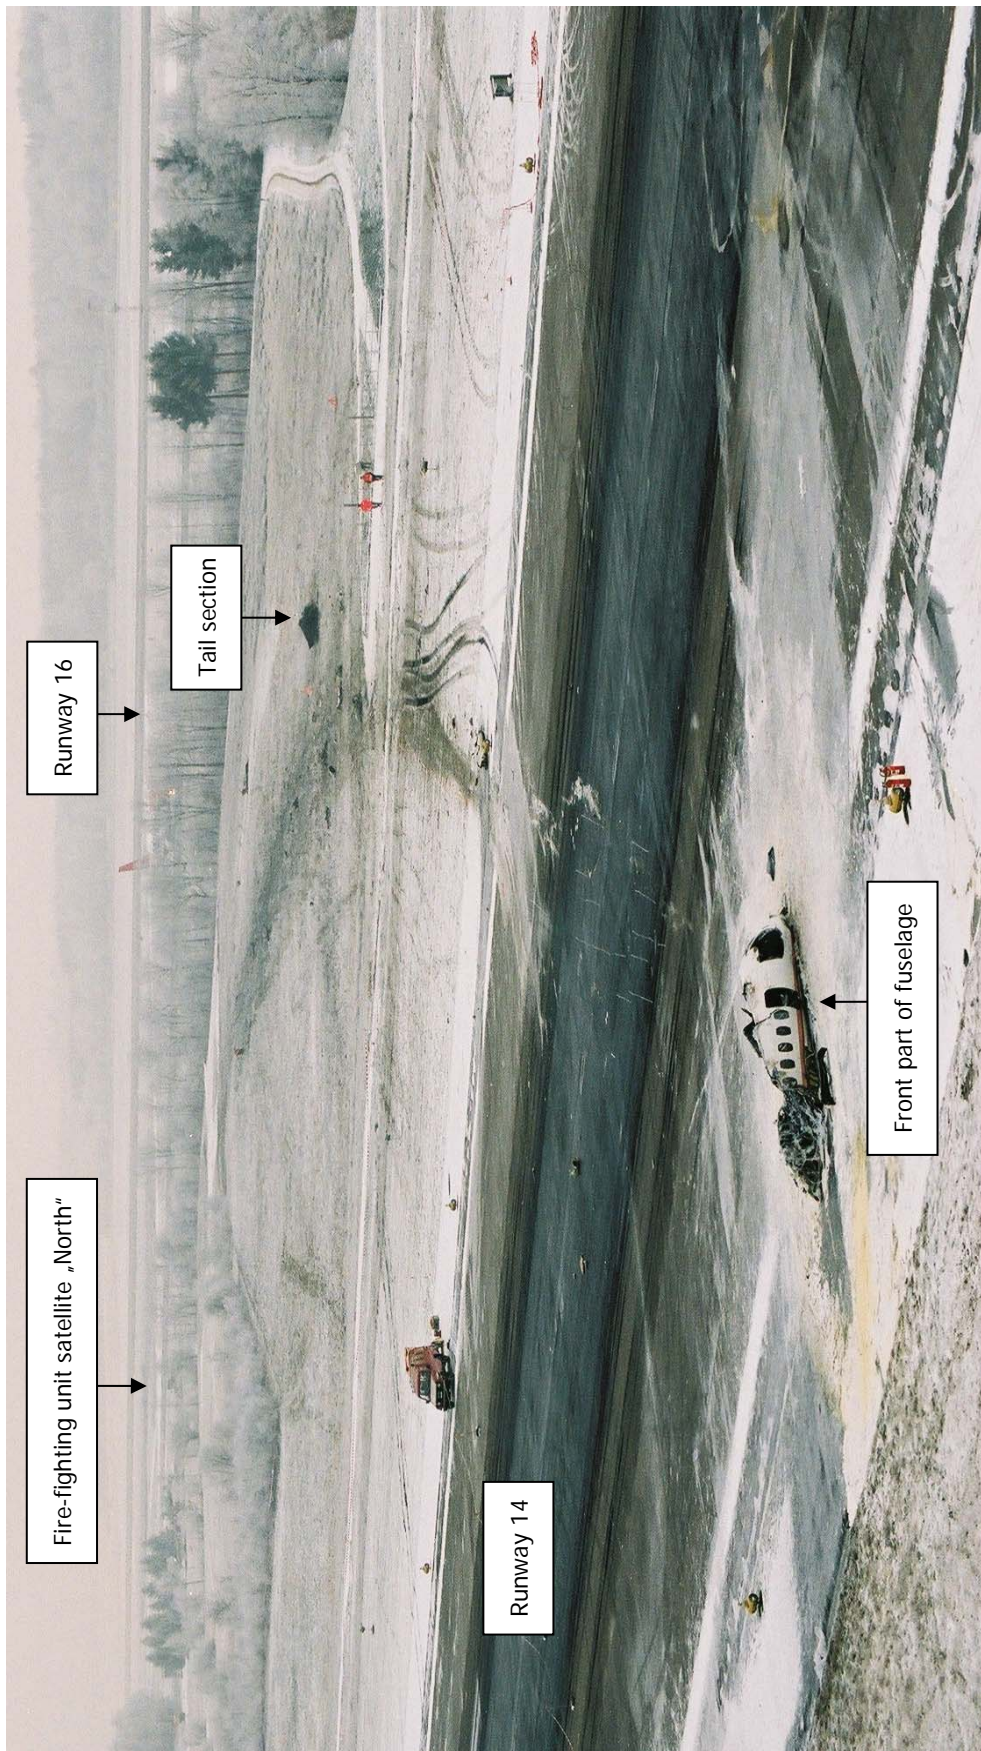 Fire-fighting unit satellite „North“
Runway 16
Tail section
Runway 14
Front part of fuselage